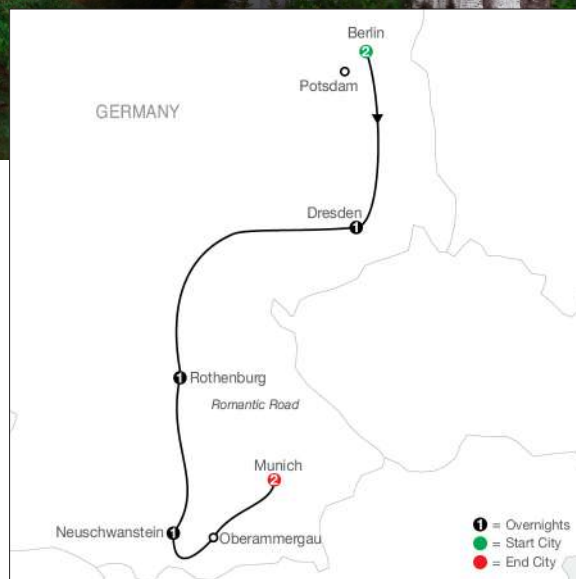 Berlin
2
Potsdam
GERMANY
Dresden
1
1 Rothenburg
Romantic Road
Munich
2
Neuschwanstein 1
Oberammergau
1 = Overnights
= Start City
= End City